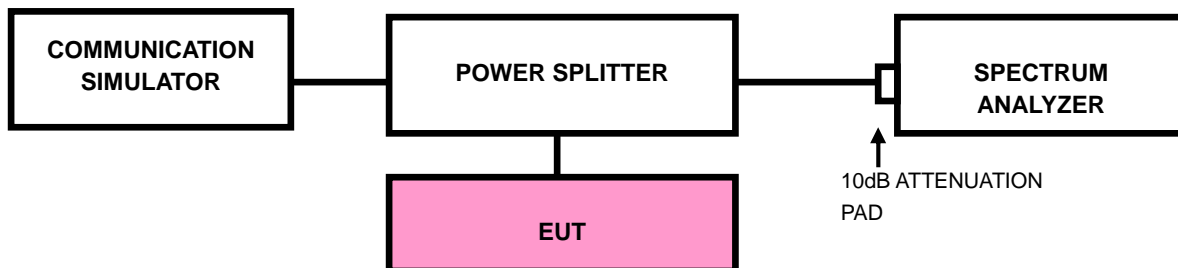 COMMUNICATION
SIMULATOR
POWER SPLITTER
SPECTRUM
ANALYZER
10dB ATTENUATION
PAD
EUT